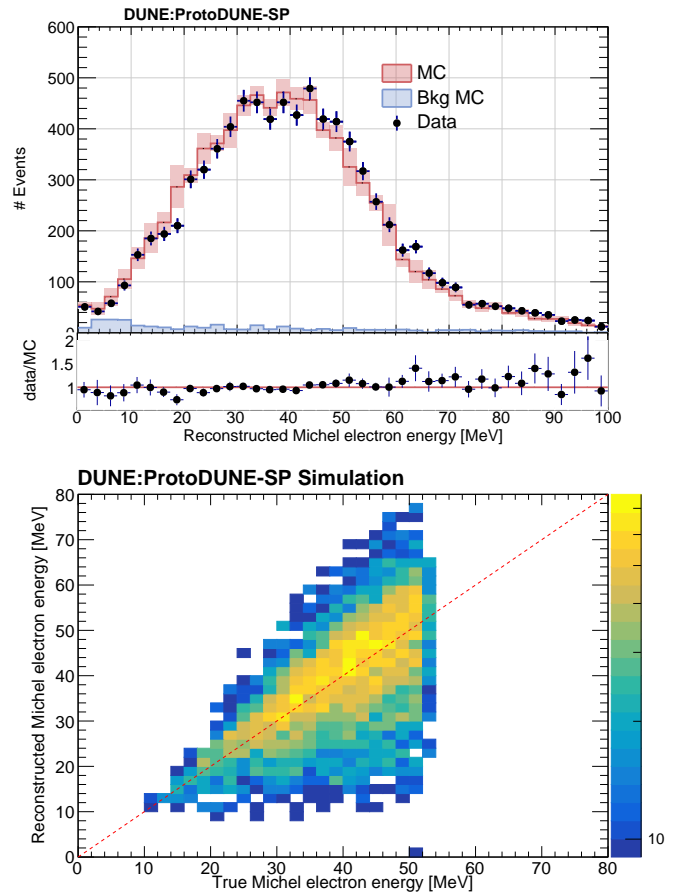 DUNE:ProtoDUNE-SP
600
500
400
300
200
100
0
# Events
MC
Bkg MC
Data
2
1.5
1
data/MC
0 10 20 30 40 50 60 70 80 90 100
Reconstructed Michel electron energy [MeV]
DUNE:ProtoDUNE-SP Simulation
80
70
60
50
40
30
20
10
0
Reconstructed Michel electron energy [MeV]
10
0 10 20 30 40 50 60 70 80
True Michel electron energy [MeV]